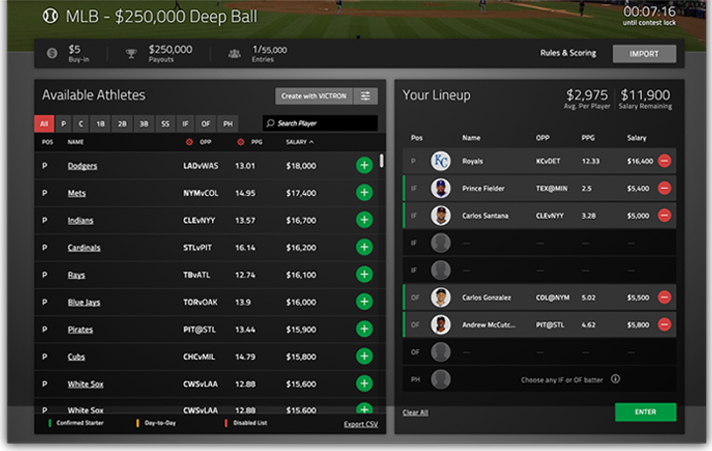 MLB - $250,000 Deep Ball
00:07:16
until contest lock
$5
Buy-in
$250,000
Payouts
1/55,000
Entries
Rules & Scoring
IMPORT
Available Athletes
Create with VICTRON
All P C 1B 2B 3B SS IF OF PH Search Player
POS NAME OPP PPG SALARY
P Dodgers LADvWAS 13.01 $18,000
P Mets NYMvCOL 14.95 $17,400
P Indians CLEvNYY 13.57 $16,700
P Cardinals STLvPIT 16.14 $16,200
P Rays TBvATL 12.74 $16,100
P Blue Jays TORvOAK 13.9 $16,000
P Pirates PIT@STL 13.44 $15,900
P Cubs CHCvMIL 14.79 $15,800
P White Sox CWSvLAA 12.88 $15,600
P White Sox CWSvLAA 12.88 $15,600
Confirmed Starter Day-to-Day Disabled List Export CSV
Your Lineup
$2,975
Avg. Per Player
$11,900
Salary Remaining
Pos Name OPP PPG Salary
P KC Royals KCvDET 12.33 $16,400
IF Prince Fielder TEX@MIN 2.5 $5,400
IF Carlos Santana CLEvNYY 3.28 $5,000
IF — — — —
IF — — — —
OF Carlos Gonzalez COL@NYM 5.02 $5,500
OF Andrew McCutc... PIT@STL 4.62 $5,800
OF — — — —
PH Choose any IF or OF batter
Clear All
ENTER